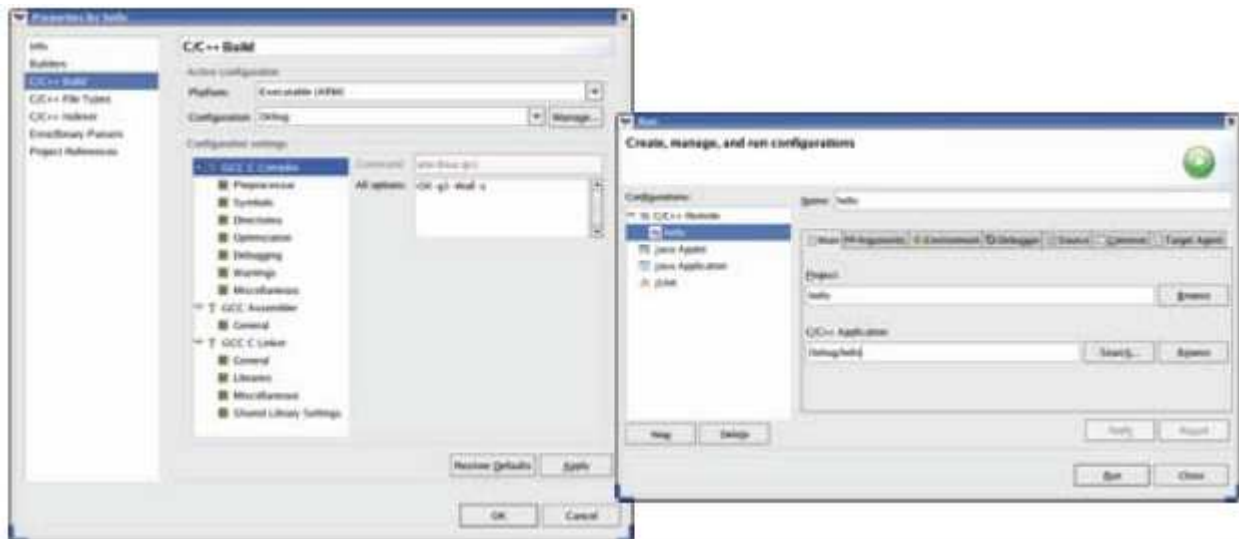 Properties for hello
Info
Builders
C/C++ Build
C/C++ File Types
C/C++ Indexer
Error/Binary Parsers
Project References
C/C++ Build
Active configuration
Platform: Executable (ARM)
Configuration: Debug
Manage...
Configuration settings
GCC C Compiler
Preprocessor
Symbols
Directories
Optimization
Debugging
Warnings
Miscellaneous
GCC Assembler
General
GCC C Linker
General
Libraries
Miscellaneous
Shared Library Settings
Command:
All options: -O0 -g3 -Wall -c
Restore Defaults
Apply
OK
Cancel
Run
Create, manage, and run configurations
Configurations:
C/C++ Remote
hello
Java Applet
Java Application
JUnit
New
Delete
Name: hello
Main
Arguments
Environment
Debugger
Source
Common
Target Agent
Project:
hello
Browse
C/C++ Application:
Debug/hello
Search...
Browse
Apply
Revert
Run
Close